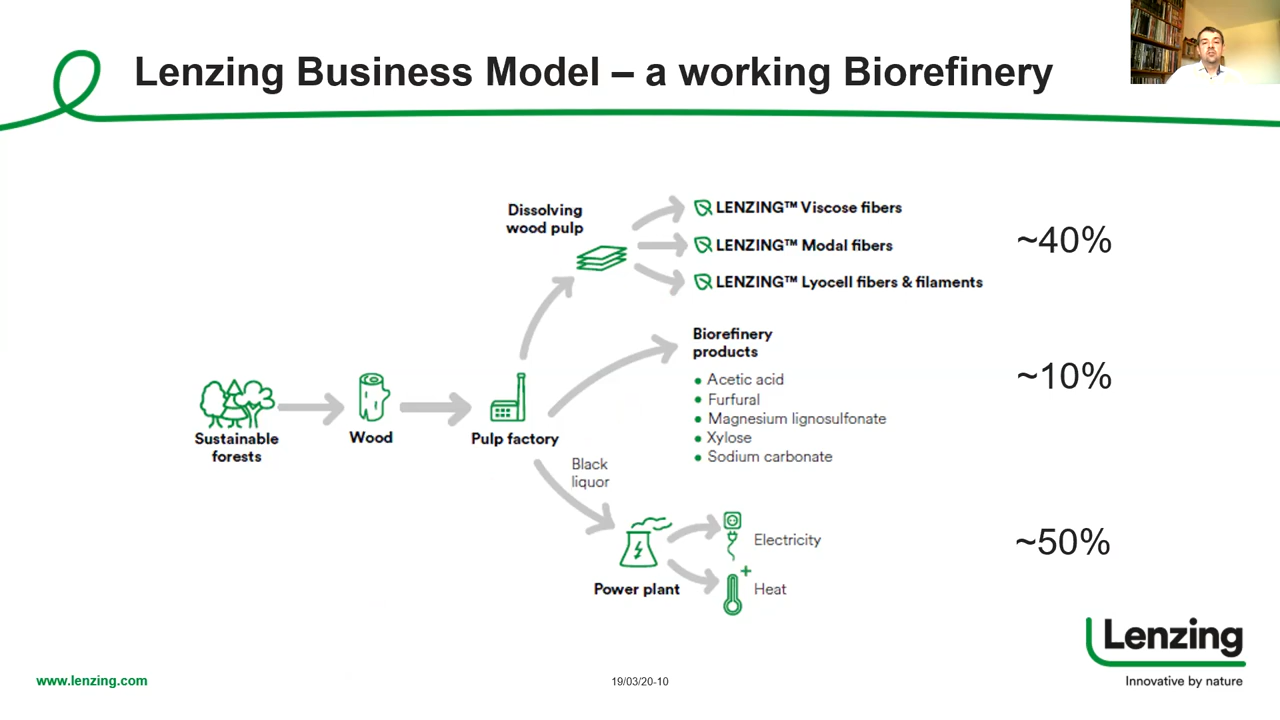 Lenzing Business Model – a working Biorefinery
Dissolving
wood pulp
LENZING™ Viscose fibers
LENZING™ Modal fibers
LENZING™ Lyocell fibers & filaments
~40%
Biorefinery
products
• Acetic acid
• Furfural
• Magnesium lignosulfonate
• Xylose
• Sodium carbonate
~10%
Sustainable
forests
Wood
Pulp factory
Black
liquor
Power plant
Electricity
+
Heat
~50%
Lenzing
Innovative by nature
www.lenzing.com
19/03/20-10